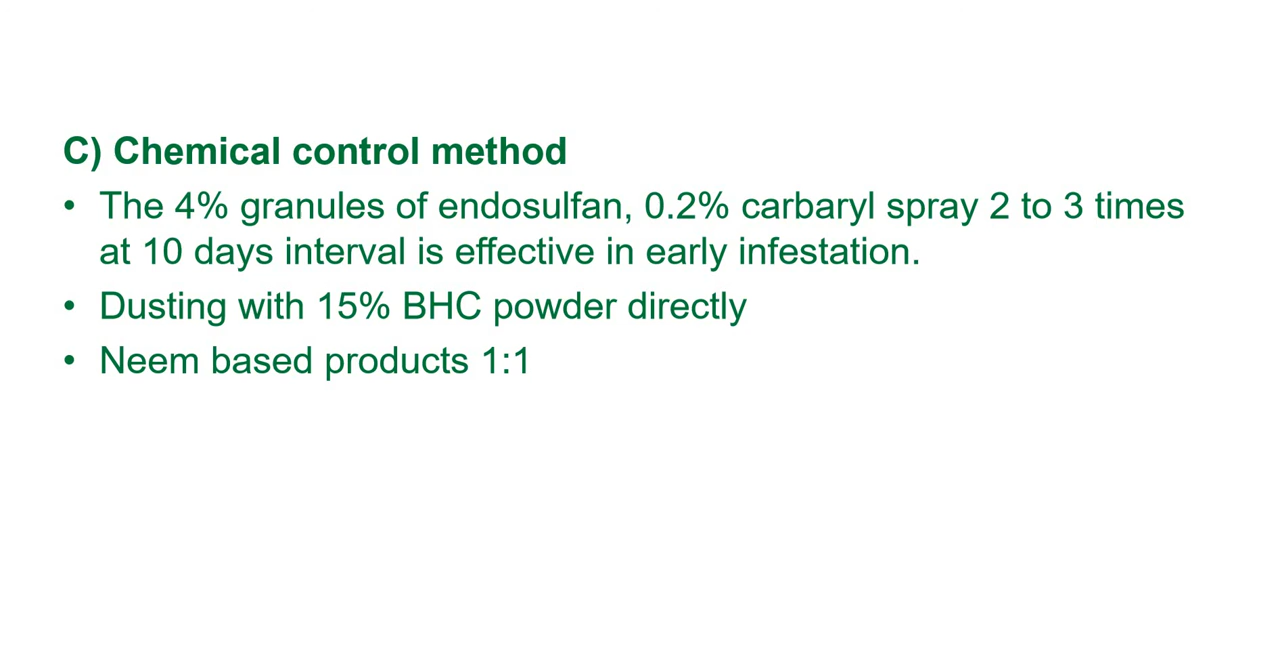 C) Chemical control method
• The 4% granules of endosulfan, 0.2% carbaryl spray 2 to 3 times
at 10 days interval is effective in early infestation.
• Dusting with 15% BHC powder directly
• Neem based products 1:1